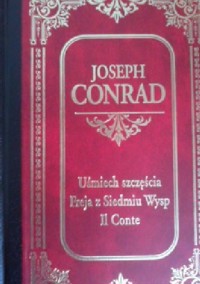 JOSEPH
CONRAD
Uśmiech szczęścia
Freja z Siedmiu Wysp
Il Conte